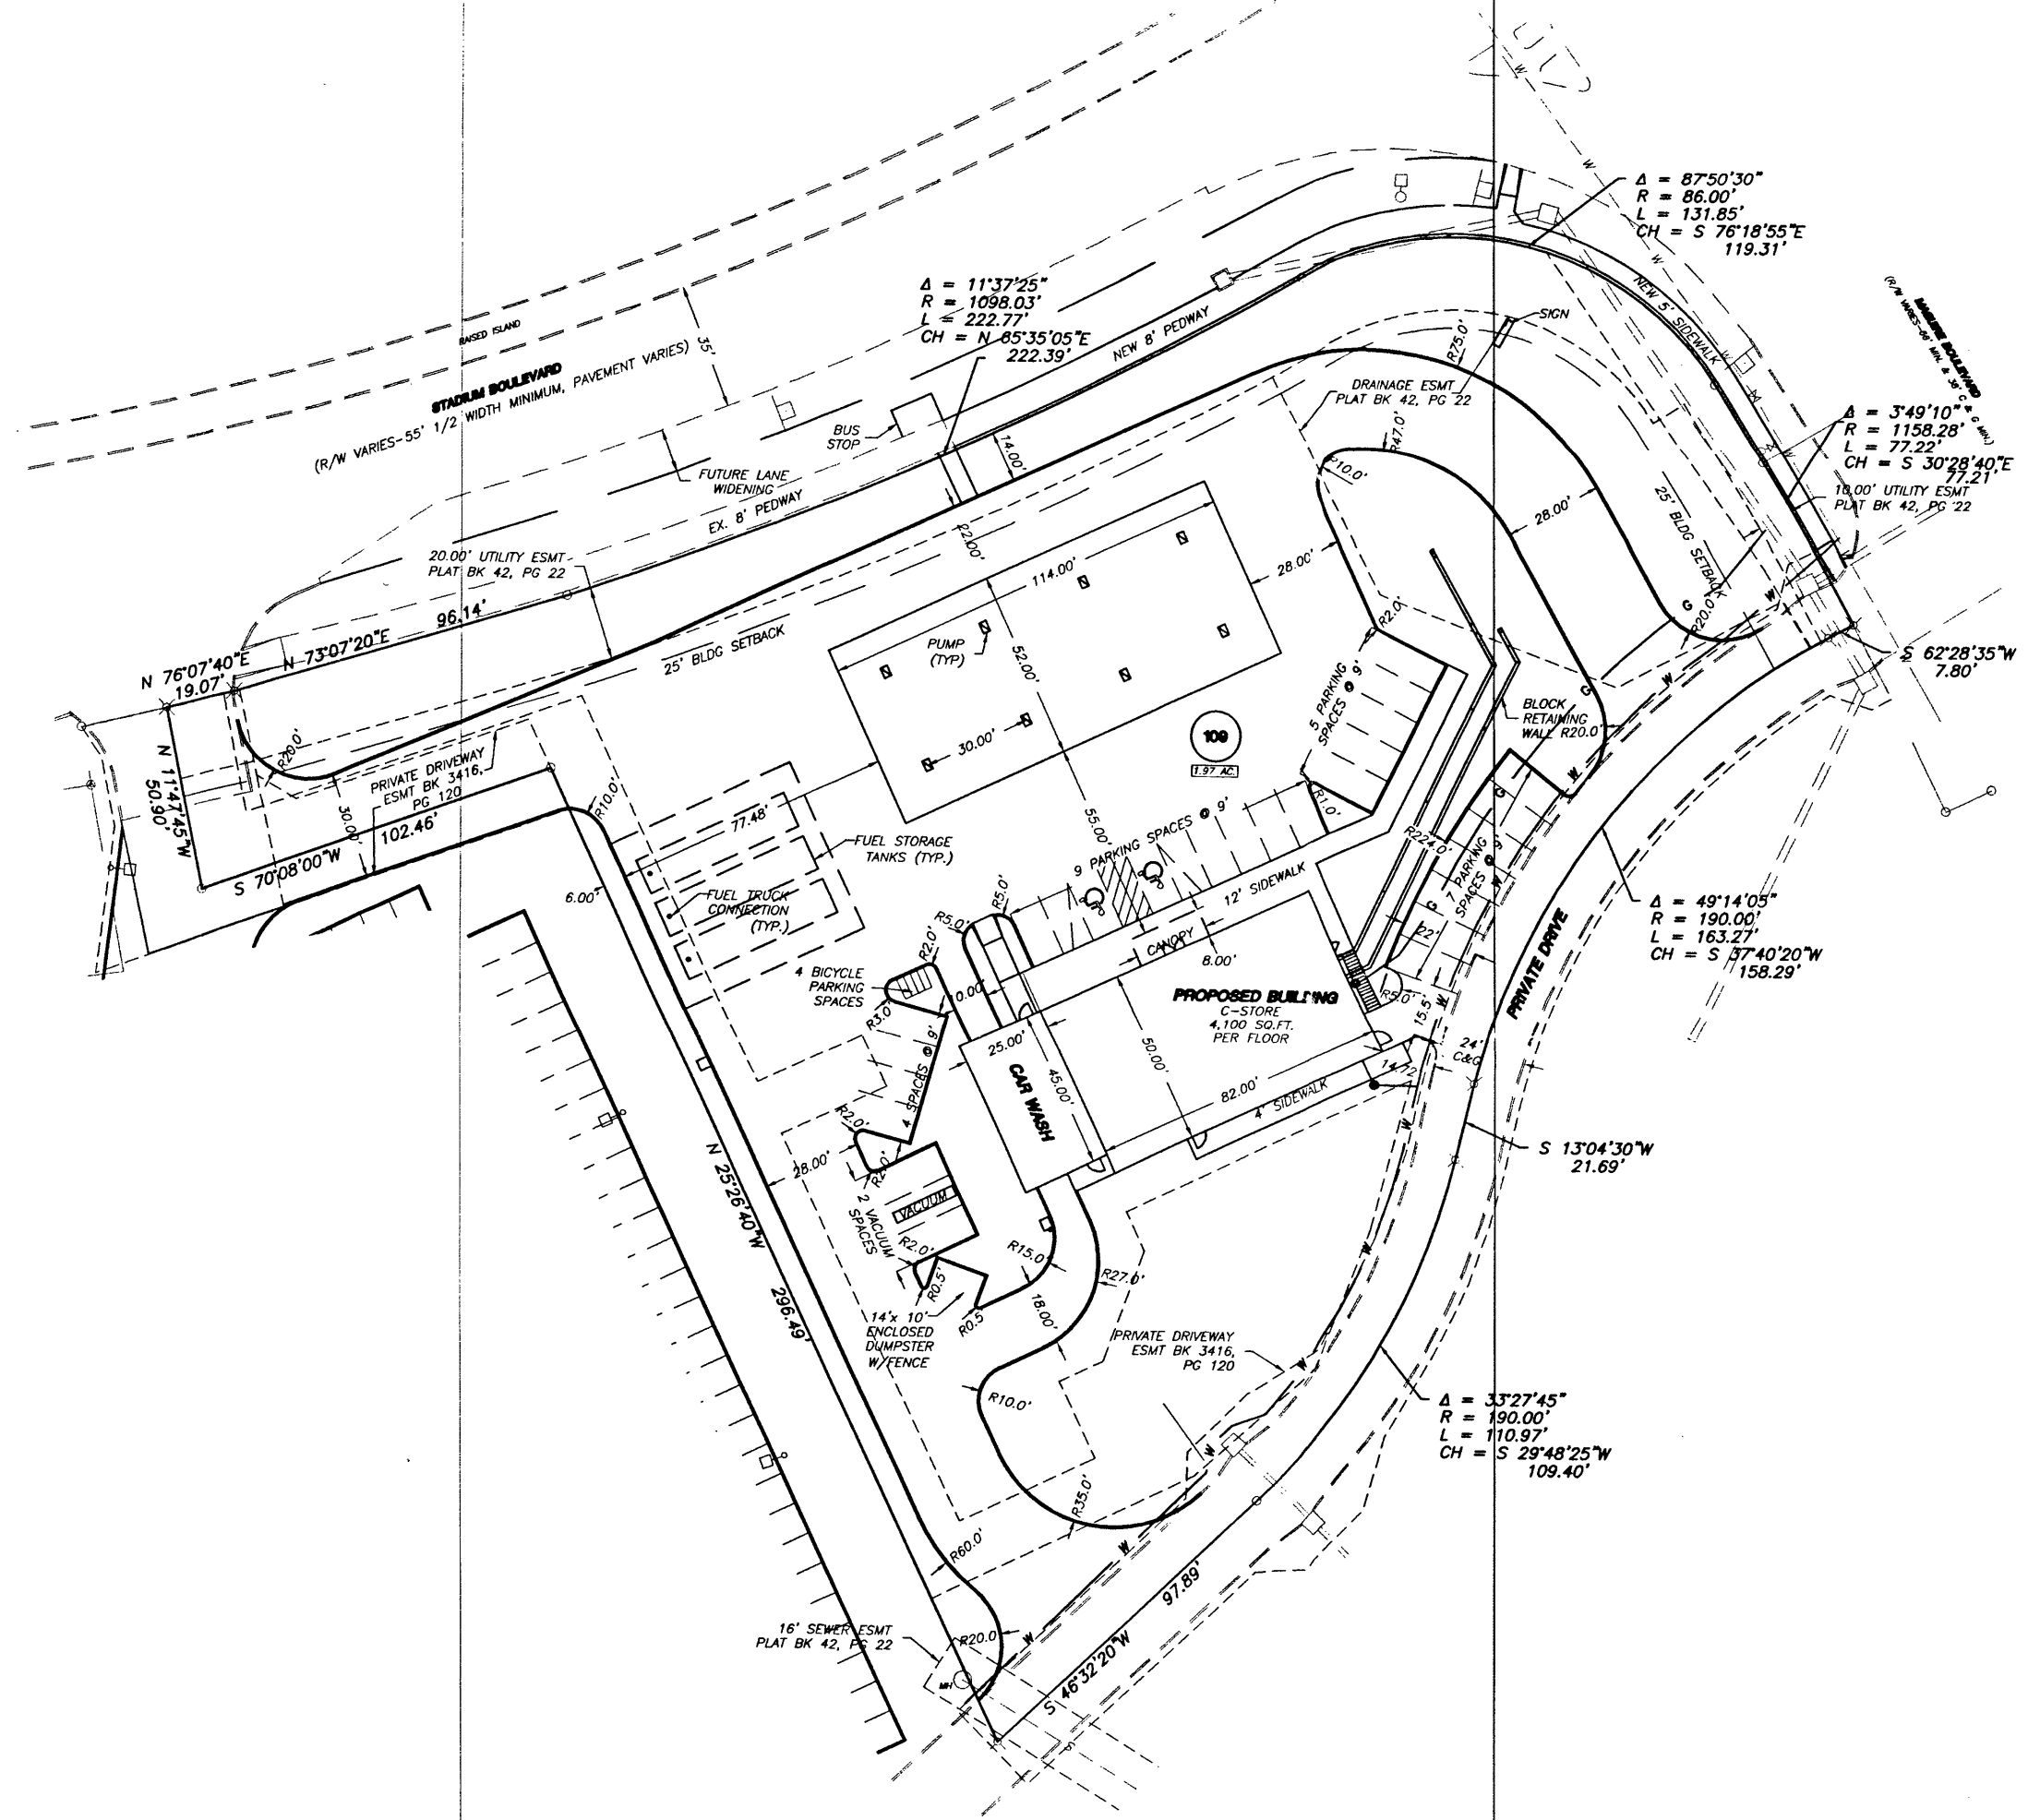 Δ = 87°50'30"
R = 86.00'
L = 131.85'
CH = S 76°18'55"E
119.31'
Δ = 11°37'25"
R = 1098.03'
L = 222.77'
CH = N 85°35'05"E
222.39'
RAISED ISLAND
STADIUM BOULEVARD
(R/W VARIES-55' 1/2 WIDTH MINIMUM, PAVEMENT VARIES)
35'
NEW 8' PEDWAY
NEW 5' SIDEWALK
SIGN
R75.0'
DRAINAGE ESMT
PLAT BK 42, PG 22
BOULEVARD
Δ = 3°49'10"
R = 1158.28'
L = 77.22'
CH = S 30°28'40"E
77.21'
10.00' UTILITY ESMT
PLAT BK 42, PG 22
BUS
STOP
14.00'
FUTURE LANE
WIDENING
EX. 8' PEDWAY
R47.0'
R10.0'
28.00'
25' BLDG SETBACK
20.00' UTILITY ESMT
PLAT BK 42, PG 22
22.00'
114.00'
28.00'
96.14'
N 73°07'20"E
N 76°07'40"E
19.07'
25' BLDG SETBACK
PUMP
(TYP)
52.00'
30.00'
R2.0'
R20.0'
G
W
S 62°28'35"W
7.80'
5 PARKING
SPACES @ 9'
109
1.97 AC.
BLOCK
RETAINING
WALL R20.0'
N 11°47'45"W
50.90'
R20.0'
PRIVATE DRIVEWAY
ESMT BK 3416,
PG 120
30.00'
102.46'
S 70°08'00"W
R10.0'
77.48'
55.00'
FUEL STORAGE
TANKS (TYP.)
9 PARKING SPACES @ 9'
R1.0'
R224.0'
7 PARKING
SPACES @ 9'
22'
6.00'
FUEL TRUCK
CONNECTION
(TYP.)
R5.0'
R5.0'
12' SIDEWALK
CANOPY
8.00'
R2.0'
4 BICYCLE
PARKING
SPACES
10.00'
R3.0'
PROPOSED BUILDING
C-STORE
4,100 SQ.FT.
PER FLOOR
R5.0'
15.5'
24'
C&G
14.72
PRIVATE DRIVE
Δ = 49°14'05"
R = 190.00'
L = 163.27'
CH = S 37°40'20"W
158.29'
25.00'
CAR WASH
45.00'
50.00'
82.00'
4' SIDEWALK
4 SPACES @ 9'
R2.0'
28.00'
R2.0'
S 13°04'30"W
21.69'
N 25°26'40"W
296.49'
2 VACUUM
SPACES
VACUUM
R2.0'
R15.0'
R27.0'
R0.5'
R0.5'
18.00'
14'x 10'
ENCLOSED
DUMPSTER
W/FENCE
PRIVATE DRIVEWAY
ESMT BK 3416,
PG 120
R10.0'
Δ = 33°27'45"
R = 190.00'
L = 110.97'
CH = S 29°48'25"W
109.40'
R35.0'
R60.0'
97.89'
S 46°32'20"W
16' SEWER ESMT
PLAT BK 42, PG 22
R20.0
MH
S